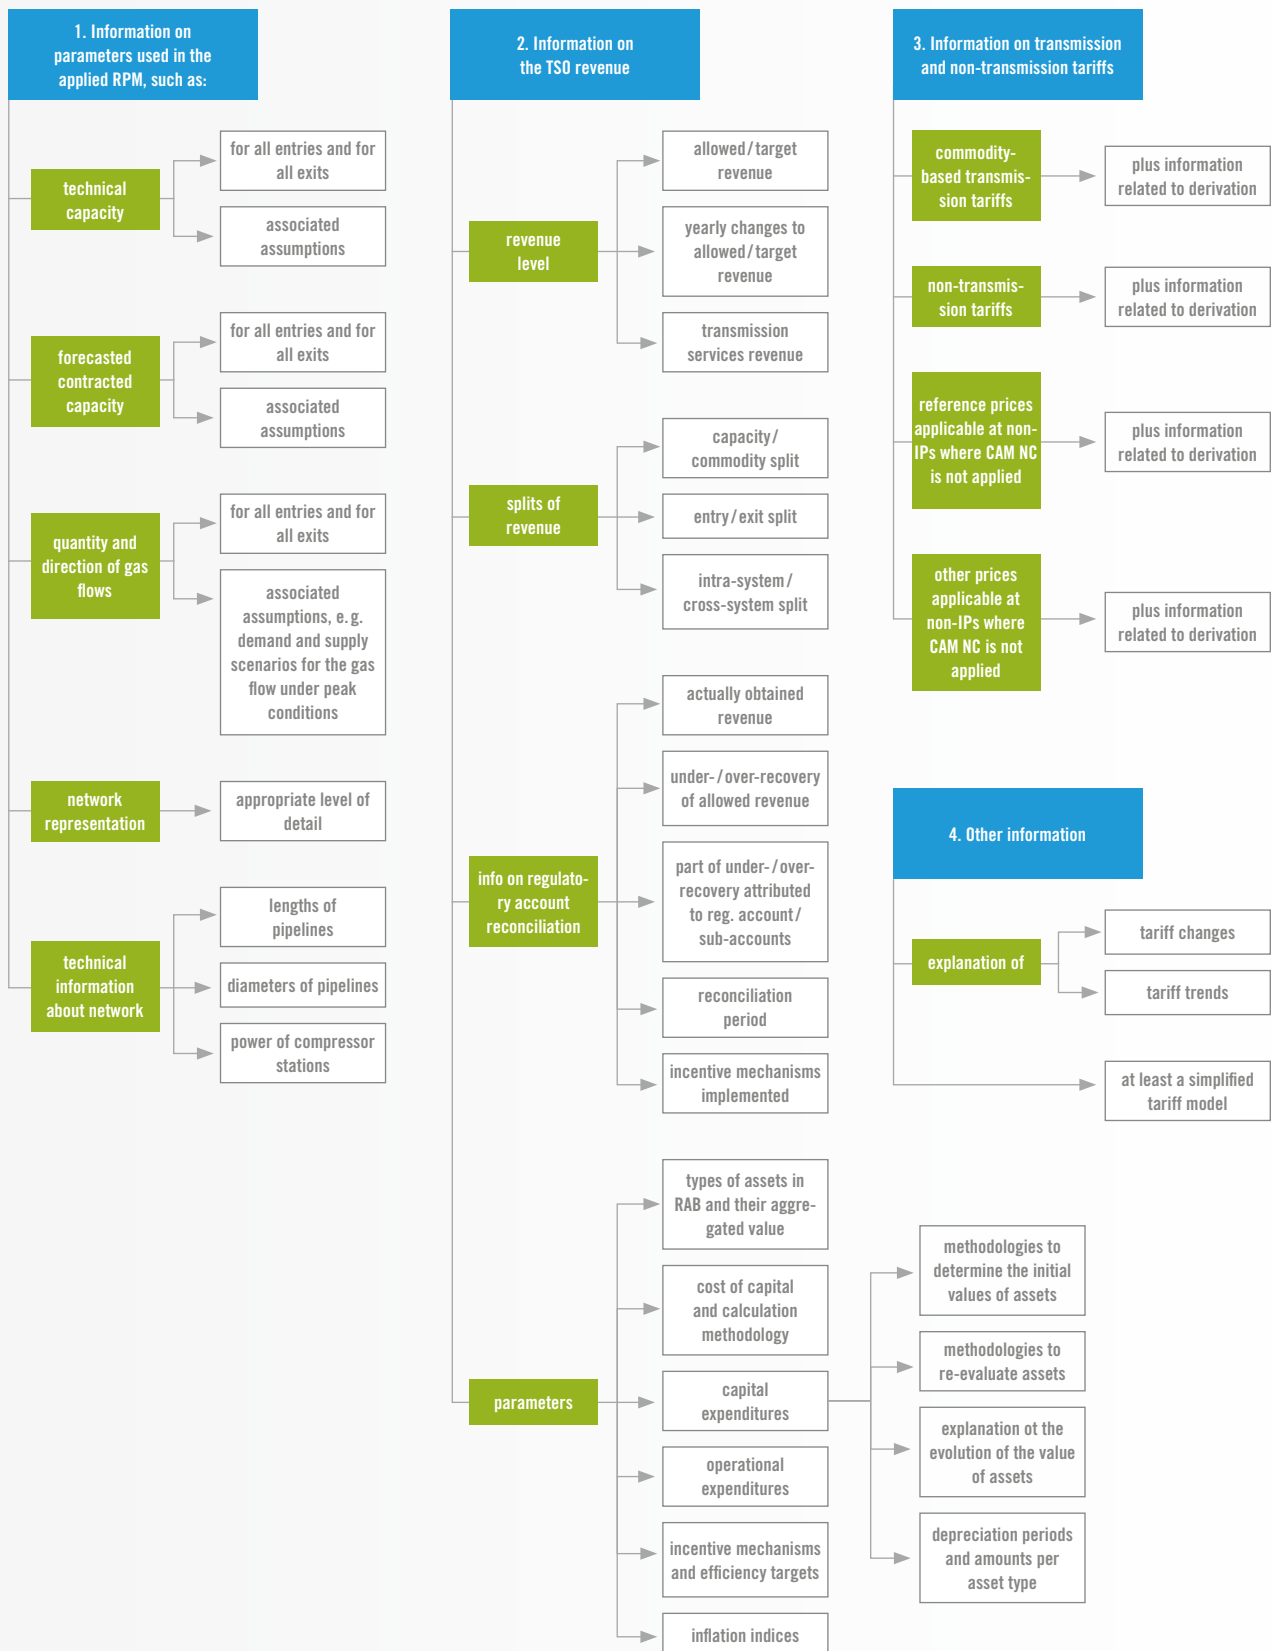 1. Information on
parameters used in the
applied RPM, such as:
technical
capacity
for all entries and for
all exits
associated
assumptions
forecasted
contracted
capacity
for all entries and for
all exits
associated
assumptions
quantity and
direction of gas
flows
for all entries and for
all exits
associated
assumptions, e. g.
demand and supply
scenarios for the gas
flow under peak
conditions
network
representation
appropriate level of
detail
technical
information
about network
lengths of
pipelines
diameters of pipelines
power of compressor
stations
2. Information on
the TSO revenue
revenue
level
allowed / target
revenue
yearly changes to
allowed / target
revenue
transmission
services revenue
splits of
revenue
capacity /
commodity split
entry / exit split
intra-system /
cross-system split
info on regulato-
ry account
reconciliation
actually obtained
revenue
under- / over-recovery
of allowed revenue
part of under- / over-
recovery attributed
to reg. account /
sub-accounts
reconciliation
period
incentive mechanisms
implemented
parameters
types of assets in
RAB and their aggre-
gated value
cost of capital
and calculation
methodology
capital
expenditures
methodologies to
determine the initial
values of assets
methodologies to
re-evaluate assets
explanation ot the
evolution of the value
of assets
depreciation periods
and amounts per
asset type
operational
expenditures
incentive mechanisms
and efficiency targets
inflation indices
3. Information on transmission
and non-transmission tariffs
commodity-
based transmis-
sion tariffs
plus information
related to derivation
non-transmis-
sion tariffs
plus information
related to derivation
reference prices
applicable at non-
IPs where CAM NC
is not applied
plus information
related to derivation
other prices
applicable at
non-IPs where
CAM NC is not
applied
plus information
related to derivation
4. Other information
explanation of
tariff changes
tariff trends
at least a simplified
tariff model